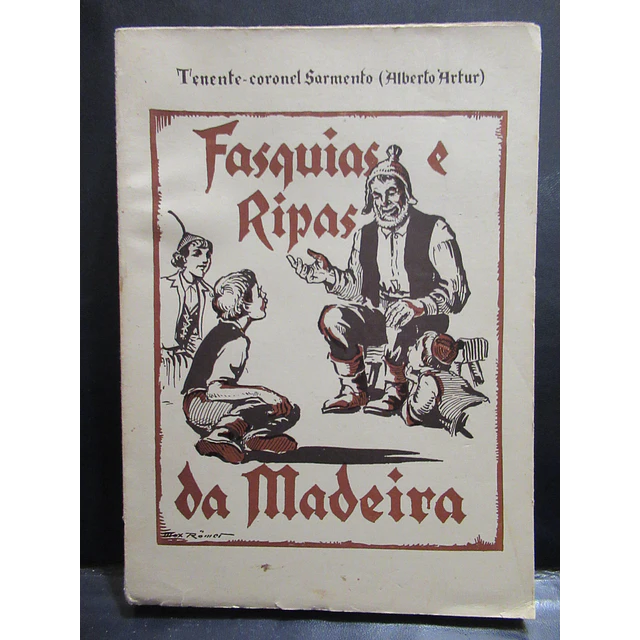 Tenente-coronel Sarmento (Alberto Artur)
Fasquias e
Ripas
da Madeira
Max Römer